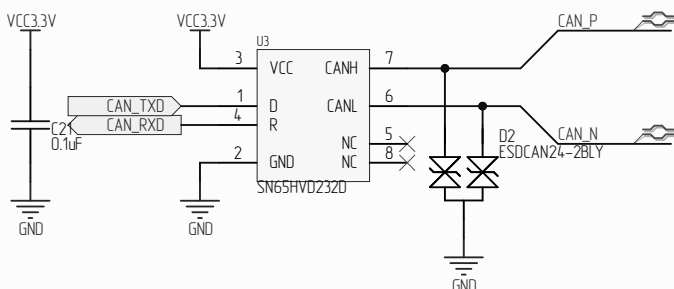 VCC3.3V
VCC3.3V
U3
CAN_P
3
VCC
CANH
7
CAN_TXD
1
D
CANL
6
C21
0.1uF
CAN_RXD
4
R
CAN_N
NC
5
D2
ESDCAN24-2BLY
2
GND
NC
8
SN65HVD232D
GND
GND
GND